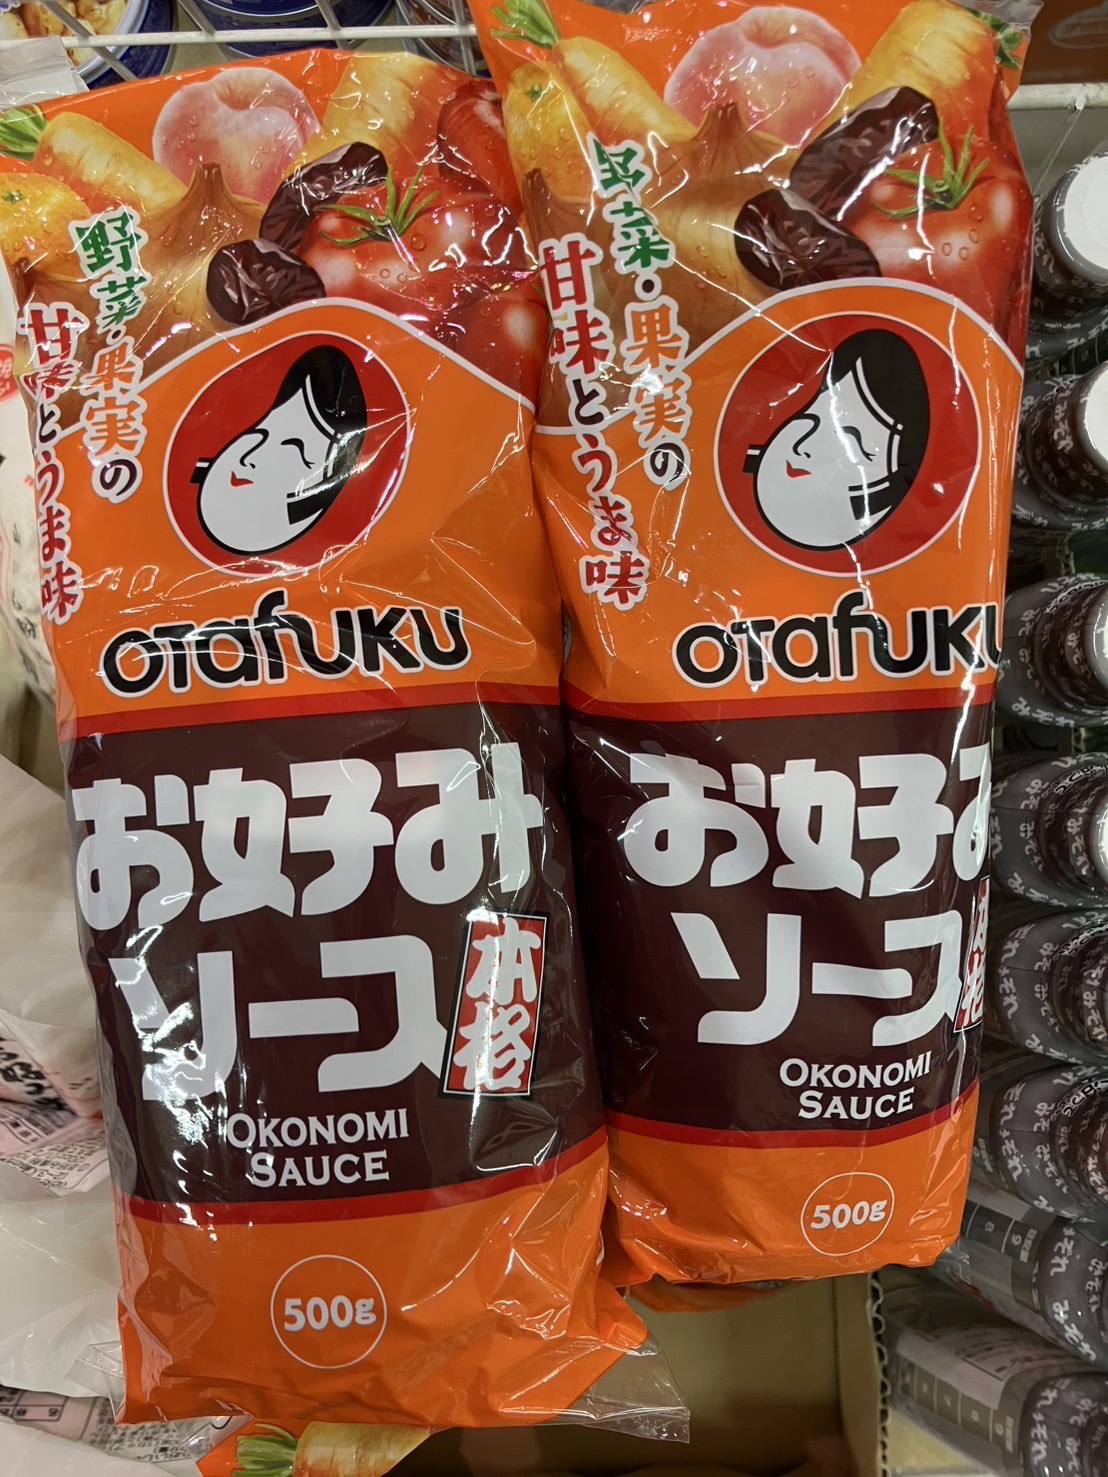 野菜・果実の
甘味とうま味
OTafUKU
お好み
ソース
本格
OKONOMI
SAUCE
500g
野菜・果実の
甘味とうま味
OTafUKU
お好み
ソース
OKONOMI
SAUCE
500g